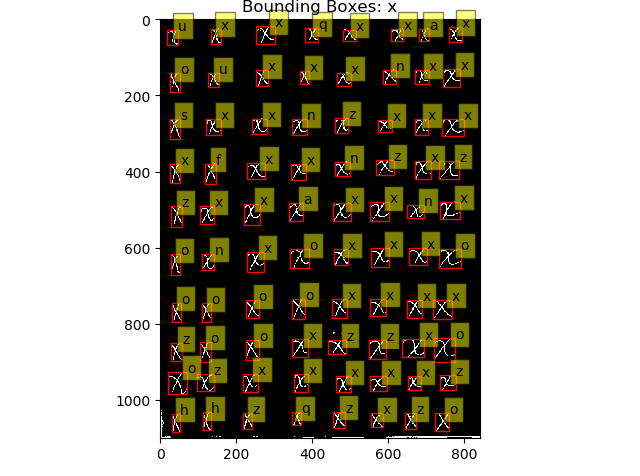 Bounding Boxes: x
0
u x x q x x a x
o u x x x n x x
200
s x x n z x x x
x f x x n z x z
400
z x x a x x n x
600
o n x o x x x o
o o o o x x x x
800
z o o x z z x o
o z x x x x x z
1000
h h z q z x z o
0 200 400 600 800